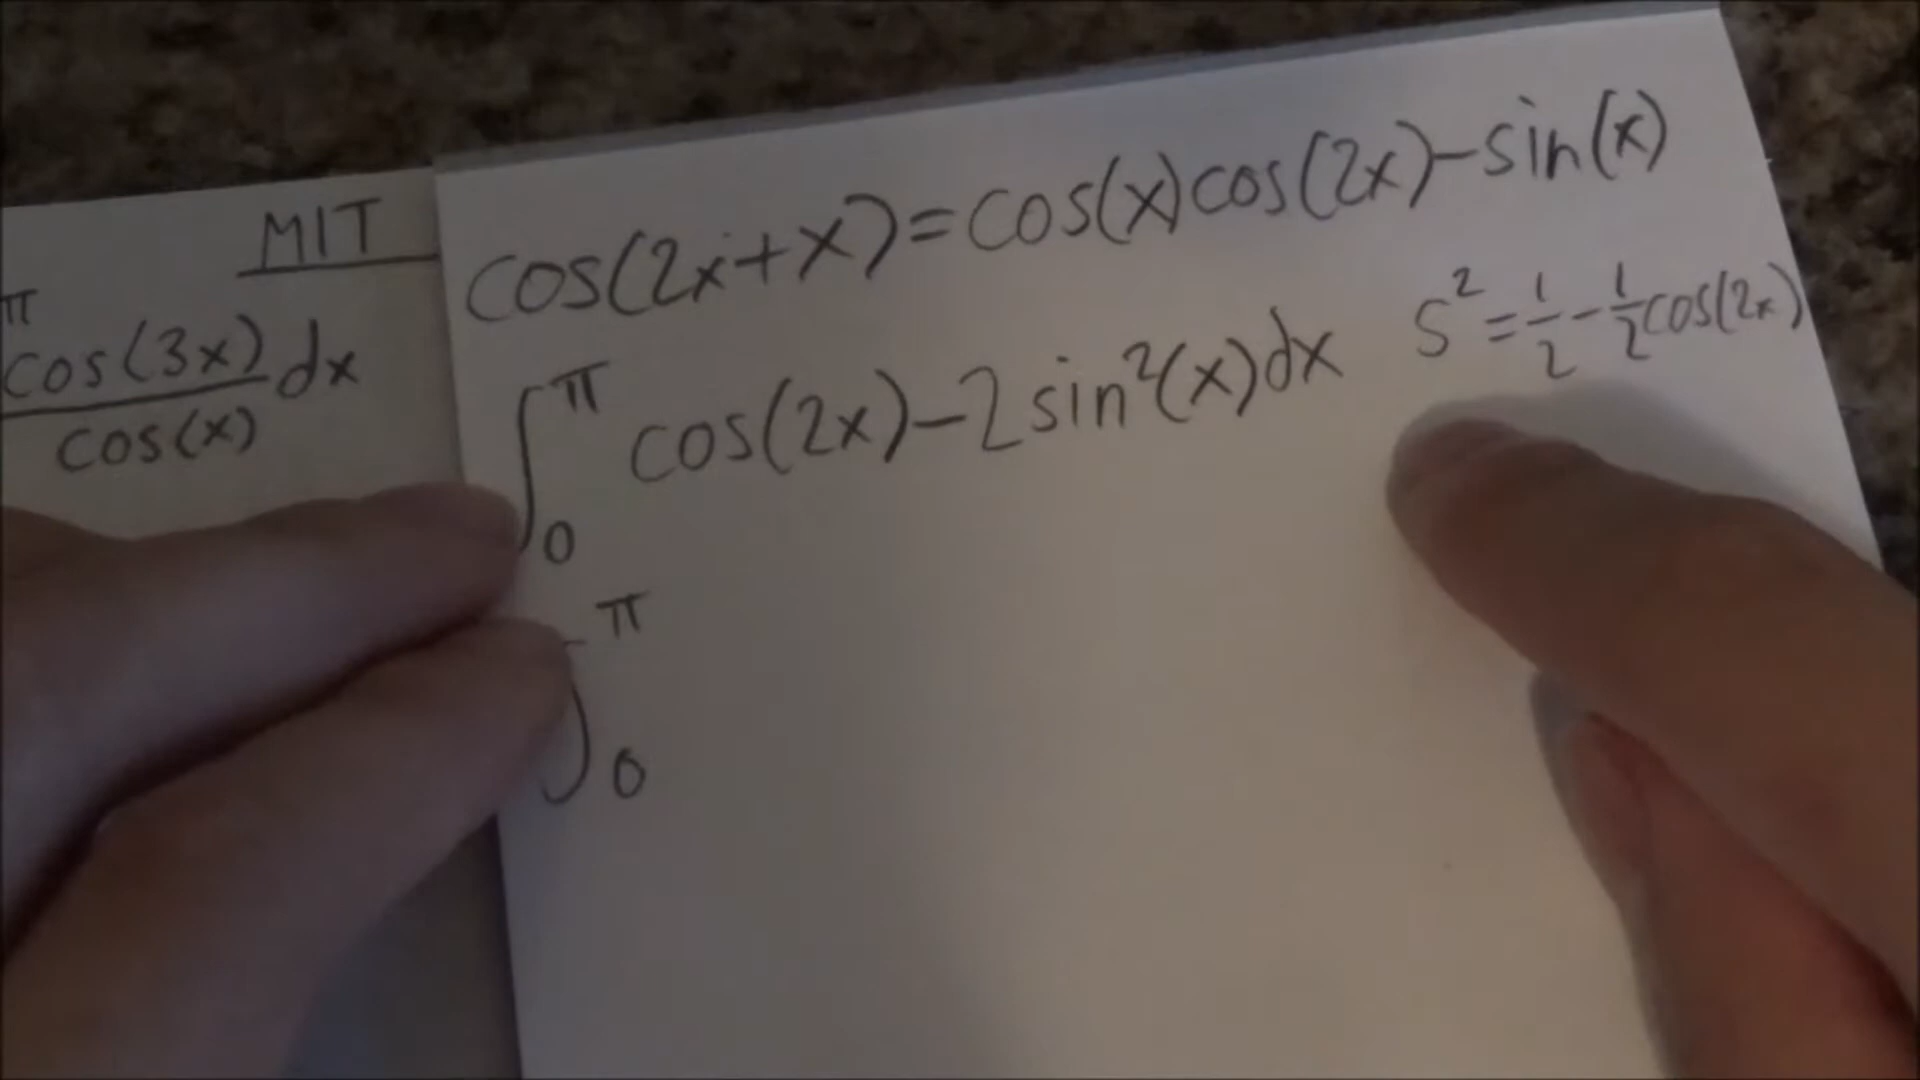 MIT
π
cos(3x) dx
cos(x)
cos(2x+x)=cos(x)cos(2x)-sin(x)
∫₀^π cos(2x)-2sin²(x)dx
S²=1/2-1/2cos(2x)
∫₀^π